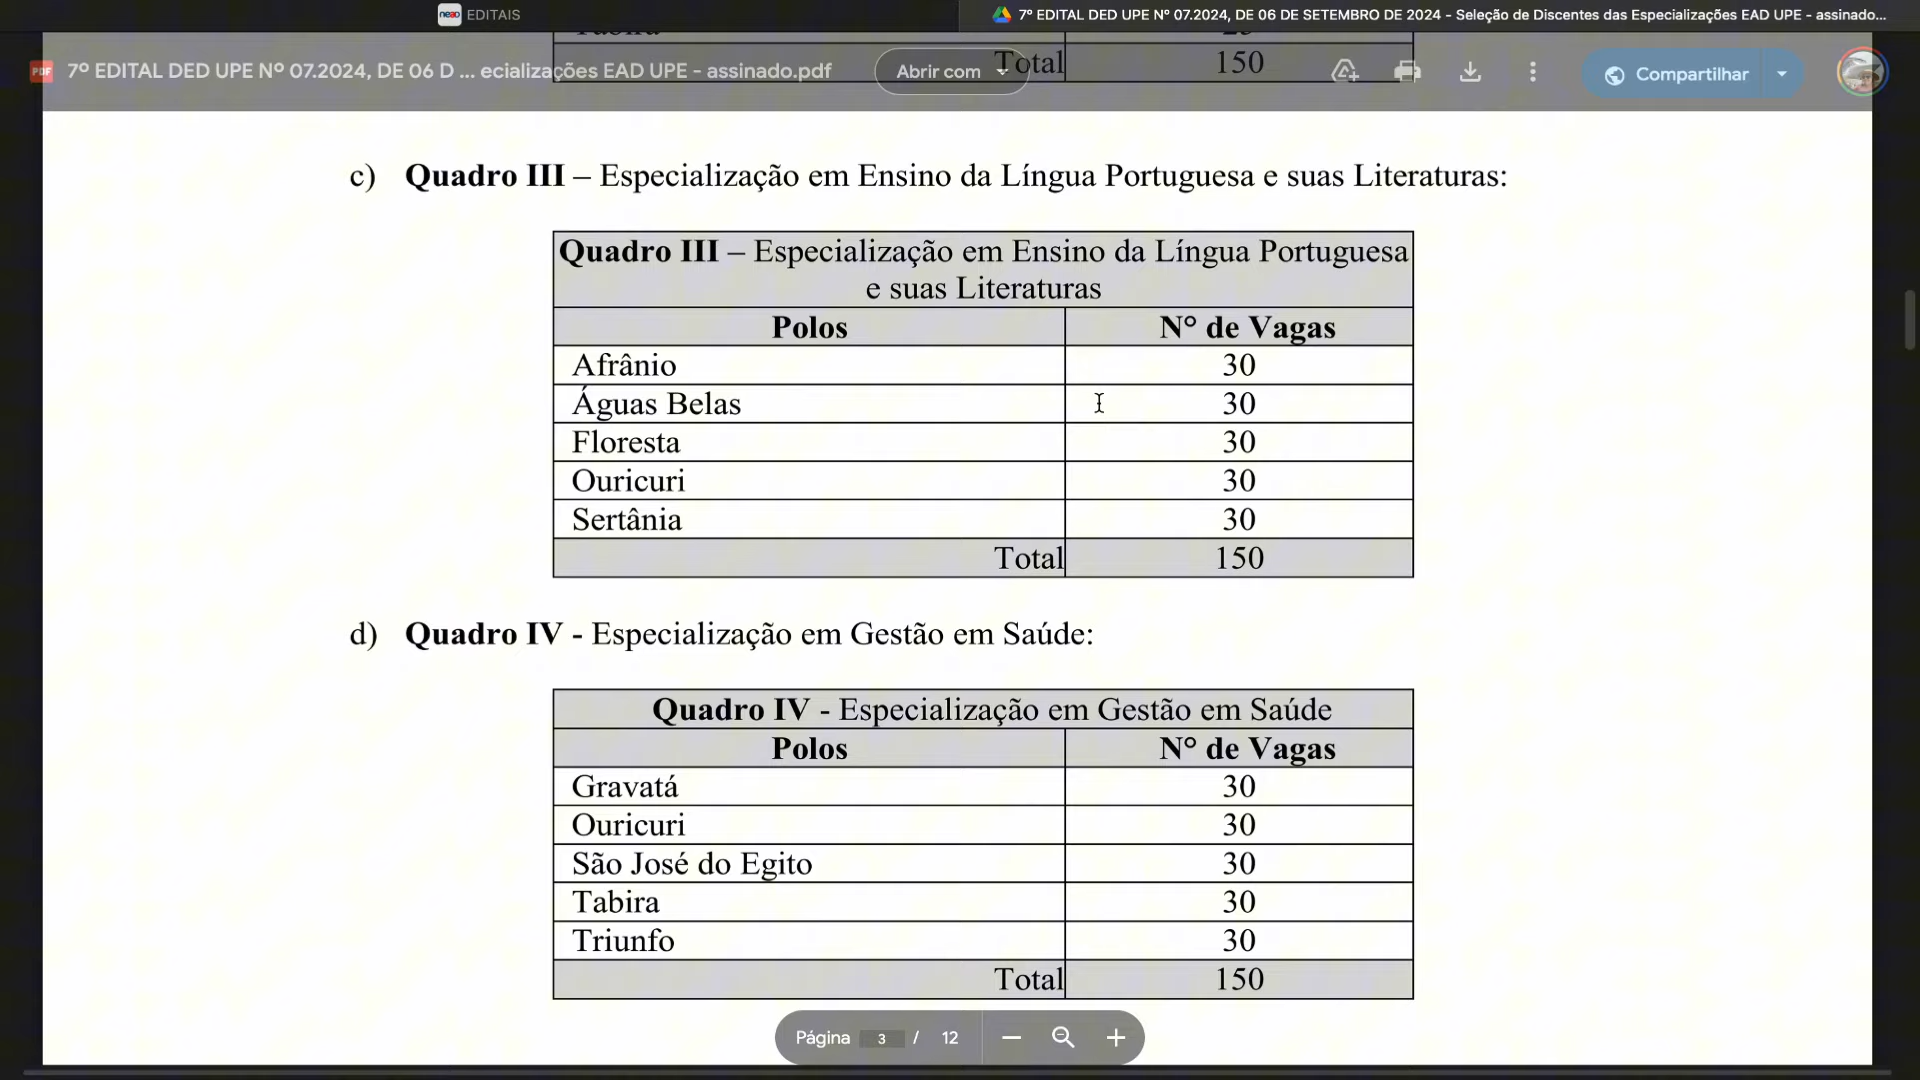 neao EDITAIS
7º EDITAL DED UPE Nº 07.2024, DE 06 DE SETEMBRO DE 2024 - Seleção de Discentes das Especializações EAD UPE - assinado...
PDF 7º EDITAL DED UPE Nº 07.2024, DE 06 D ... ecializações EAD UPE - assinado.pdf
Abrir com
Compartilhar
Total 150
c) Quadro III – Especialização em Ensino da Língua Portuguesa e suas Literaturas:
Quadro III – Especialização em Ensino da Língua Portuguesa
e suas Literaturas
Polos N° de Vagas
Afrânio 30
Águas Belas 30
Floresta 30
Ouricuri 30
Sertânia 30
Total 150
d) Quadro IV - Especialização em Gestão em Saúde:
Quadro IV - Especialização em Gestão em Saúde
Polos N° de Vagas
Gravatá 30
Ouricuri 30
São José do Egito 30
Tabira 30
Triunfo 30
Total 150
Página 3 / 12